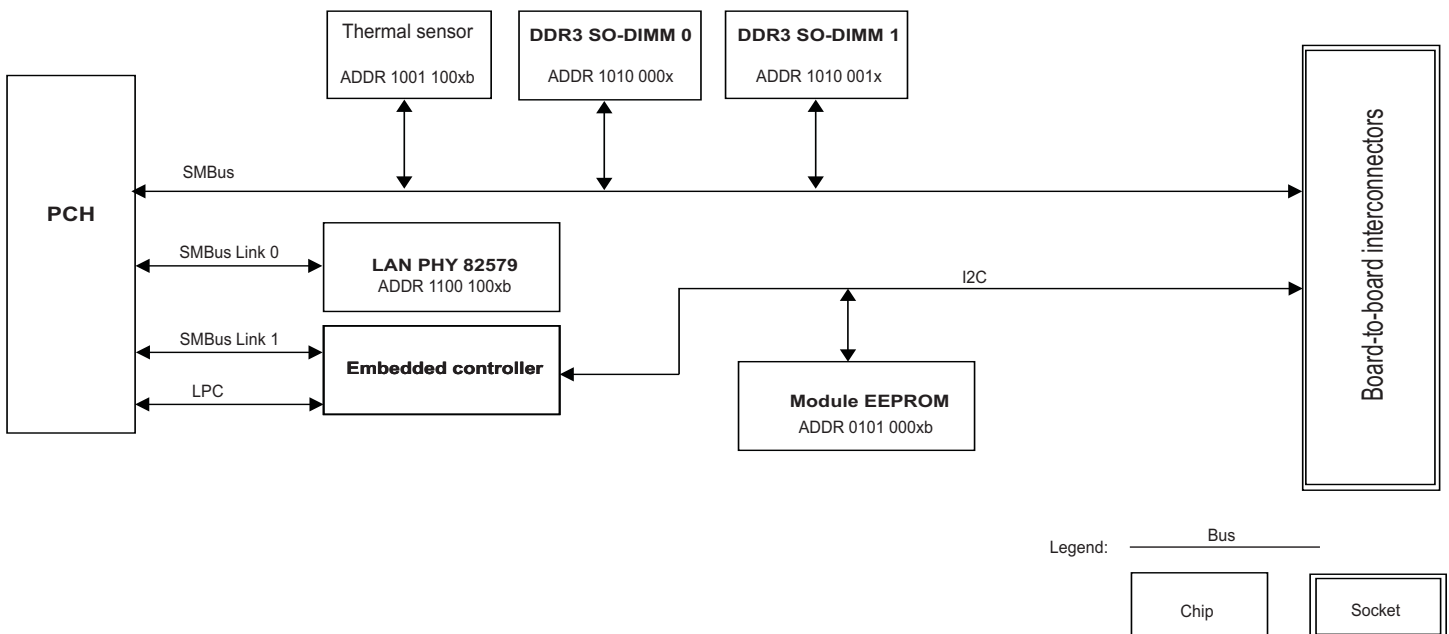 Thermal sensor
ADDR 1001 100xb
DDR3 SO-DIMM 0
ADDR 1010 000x
DDR3 SO-DIMM 1
ADDR 1010 001x
PCH
SMBus
SMBus Link 0
LAN PHY 82579
ADDR 1100 100xb
SMBus Link 1
Embedded controller
LPC
I2C
Module EEPROM
ADDR 0101 000xb
Board-to-board interconnectors
Legend:
Bus
Chip
Socket